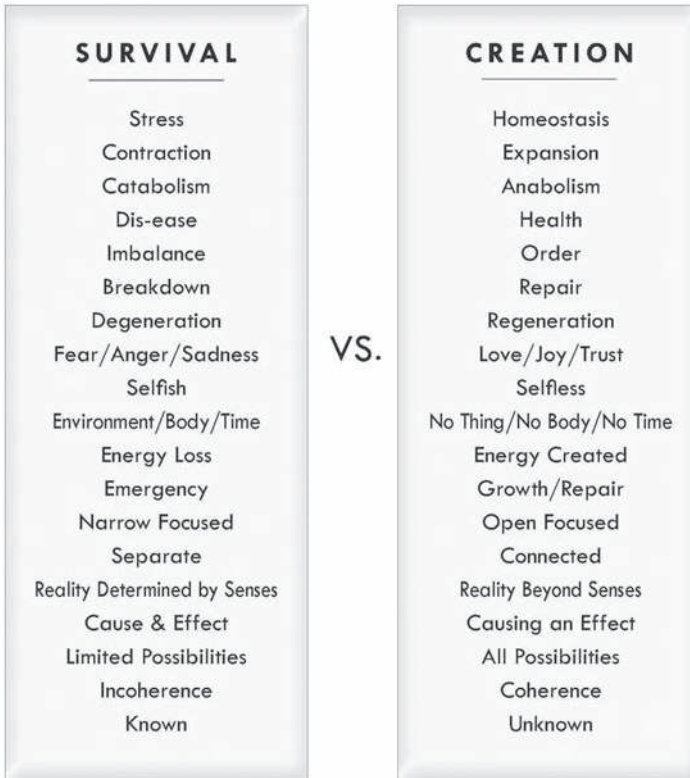 SURVIVAL
Stress
Contraction
Catabolism
Dis-ease
Imbalance
Breakdown
Degeneration
Fear/Anger/Sadness
Selfish
Environment/Body/Time
Energy Loss
Emergency
Narrow Focused
Separate
Reality Determined by Senses
Cause & Effect
Limited Possibilities
Incoherence
Known
VS.
CREATION
Homeostasis
Expansion
Anabolism
Health
Order
Repair
Regeneration
Love/Joy/Trust
Selfless
No Thing/No Body/No Time
Energy Created
Growth/Repair
Open Focused
Connected
Reality Beyond Senses
Causing an Effect
All Possibilities
Coherence
Unknown